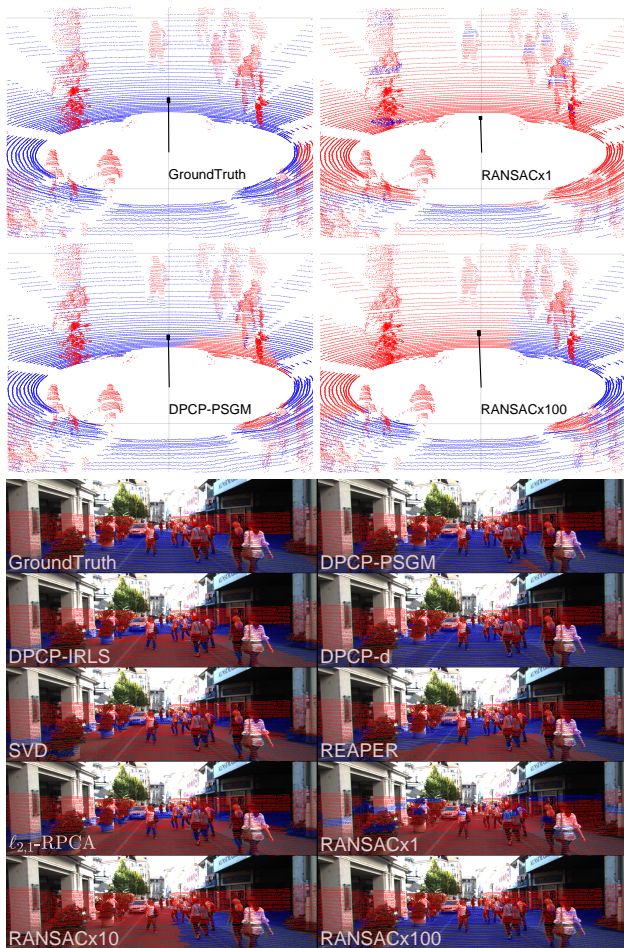 GroundTruth
RANSACx1
DPCP-PSGM
RANSACx100
GroundTruth
DPCP-PSGM
DPCP-IRLS
DPCP-d
SVD
REAPER
ℓ2,1-RPCA
RANSACx1
RANSACx10
RANSACx100